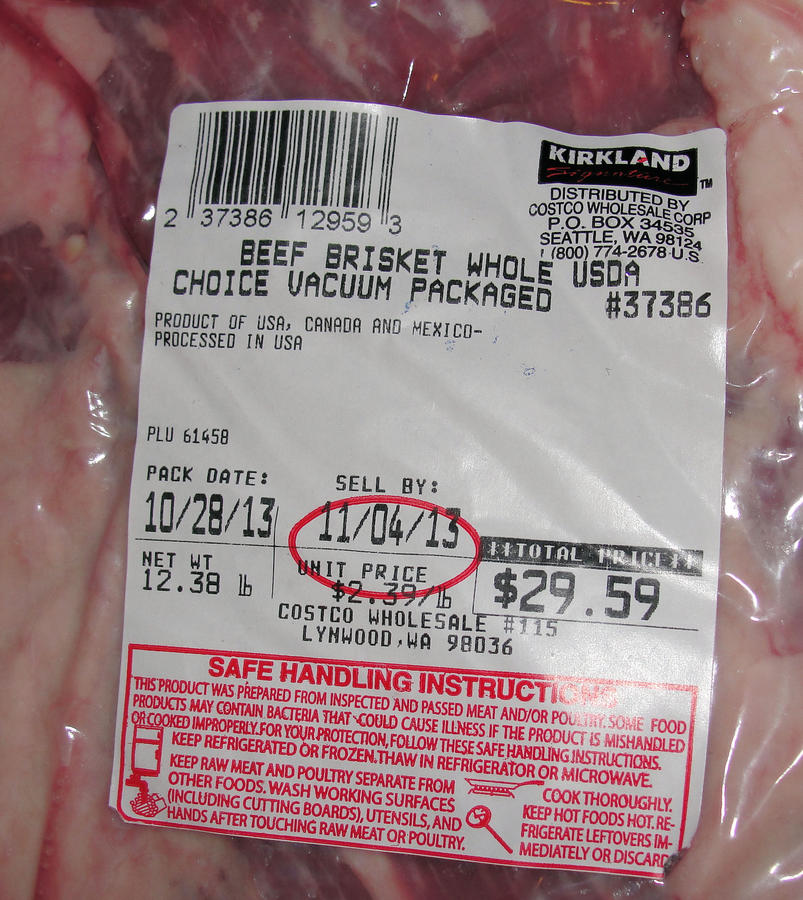 KIRKLAND
Signature
TM
DISTRIBUTED BY
COSTCO WHOLESALE CORP
P.O. BOX 34535
SEATTLE, WA 98124
1 (800) 774-2678 U.S.
2 37386 12959 3
BEEF BRISKET WHOLE USDA
CHOICE VACUUM PACKAGED #37386
PRODUCT OF USA, CANADA AND MEXICO-
PROCESSED IN USA
PLU 61458
PACK DATE: SELL BY:
10/28/13 11/04/13
NET WT UNIT PRICE **TOTAL PRICE**
12.38 lb $2.39/lb $29.59
COSTCO WHOLESALE #115
LYNWOOD,WA 98036
SAFE HANDLING INSTRUCTIONS
THIS PRODUCT WAS PREPARED FROM INSPECTED AND PASSED MEAT AND/OR POULTRY. SOME FOOD
PRODUCTS MAY CONTAIN BACTERIA THAT COULD CAUSE ILLNESS IF THE PRODUCT IS MISHANDLED
OR COOKED IMPROPERLY. FOR YOUR PROTECTION, FOLLOW THESE SAFE HANDLING INSTRUCTIONS.
KEEP REFRIGERATED OR FROZEN. THAW IN REFRIGERATOR OR MICROWAVE.
KEEP RAW MEAT AND POULTRY SEPARATE FROM
OTHER FOODS. WASH WORKING SURFACES
(INCLUDING CUTTING BOARDS), UTENSILS, AND
HANDS AFTER TOUCHING RAW MEAT OR POULTRY.
COOK THOROUGHLY.
KEEP HOT FOODS HOT. RE-
FRIGERATE LEFTOVERS IM-
MEDIATELY OR DISCARD